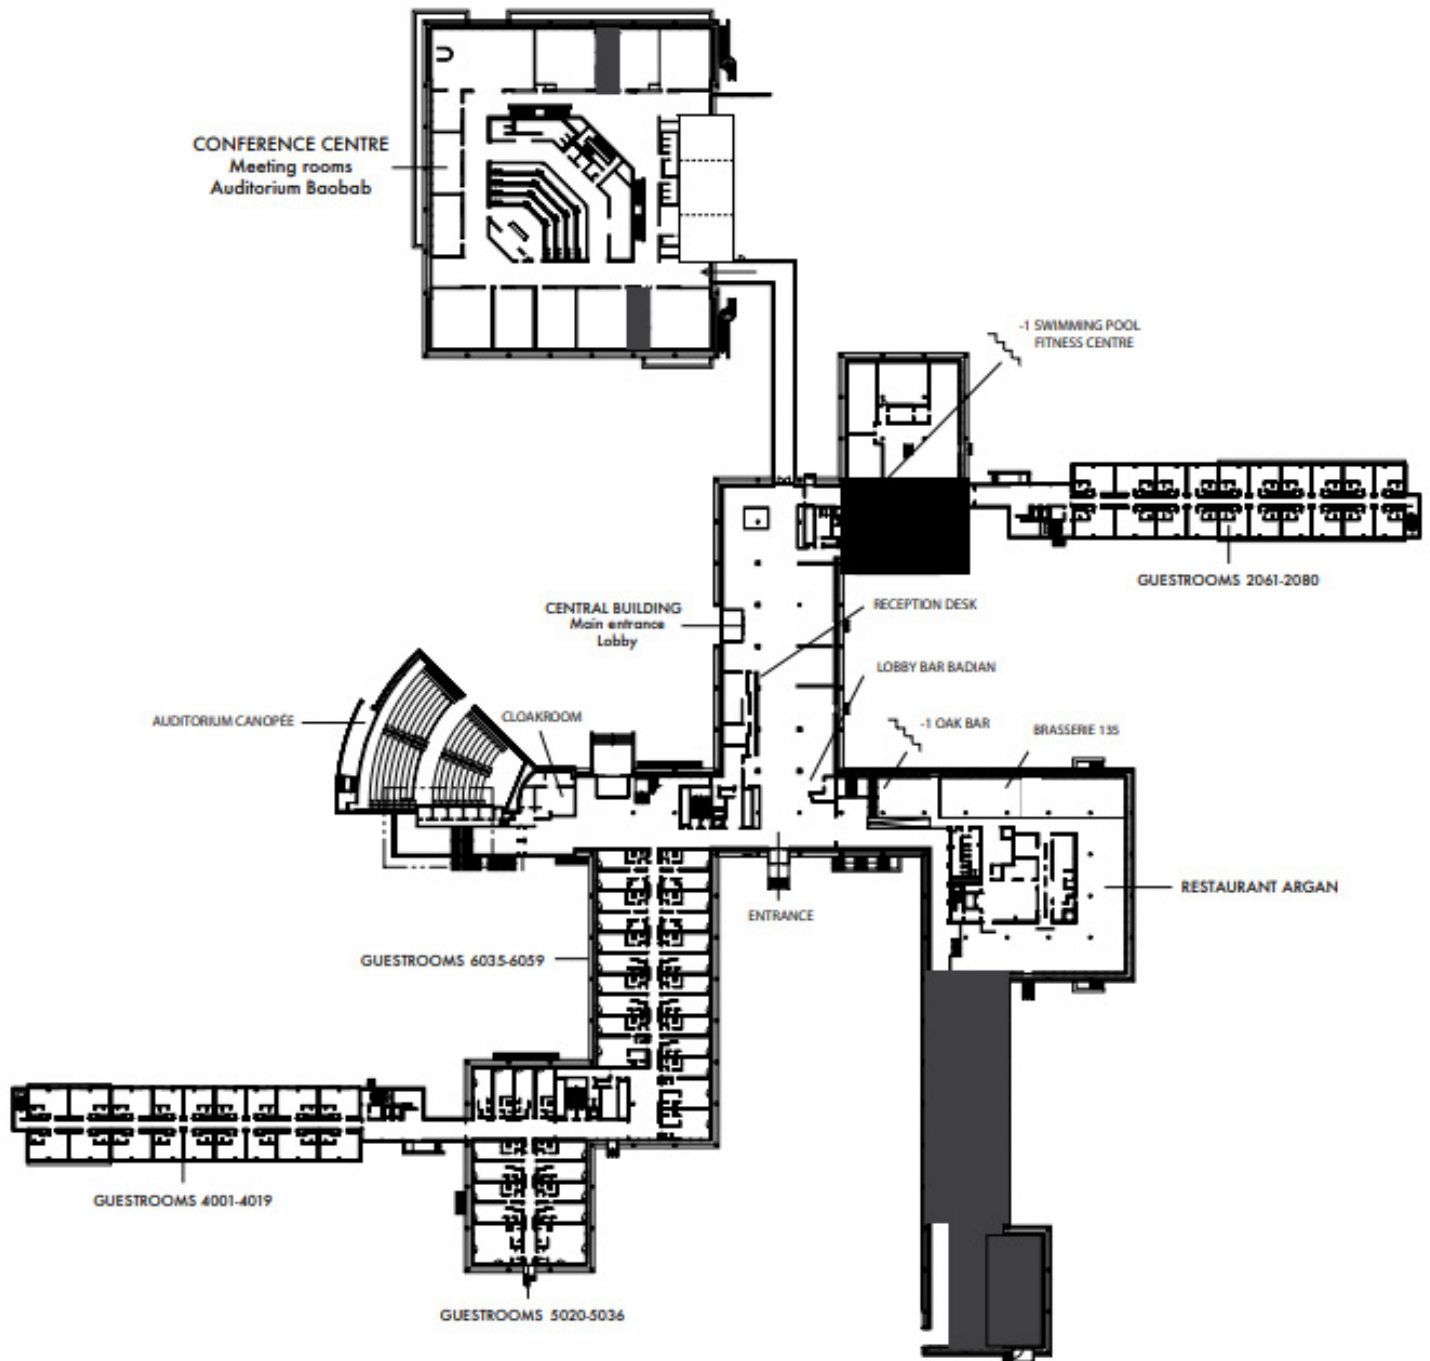 CONFERENCE CENTRE
Meeting rooms
Auditorium Baobab
-1 SWIMMING POOL
FITNESS CENTRE
GUESTROOMS 2061-2080
CENTRAL BUILDING
Main entrance
Lobby
RECEPTION DESK
LOBBY BAR BADIAN
AUDITORIUM CANOPÉE
CLOAKROOM
-1 OAK BAR
BRASSERIE 135
RESTAURANT ARGAN
ENTRANCE
GUESTROOMS 6035-6059
GUESTROOMS 4001-4019
GUESTROOMS 5020-5036